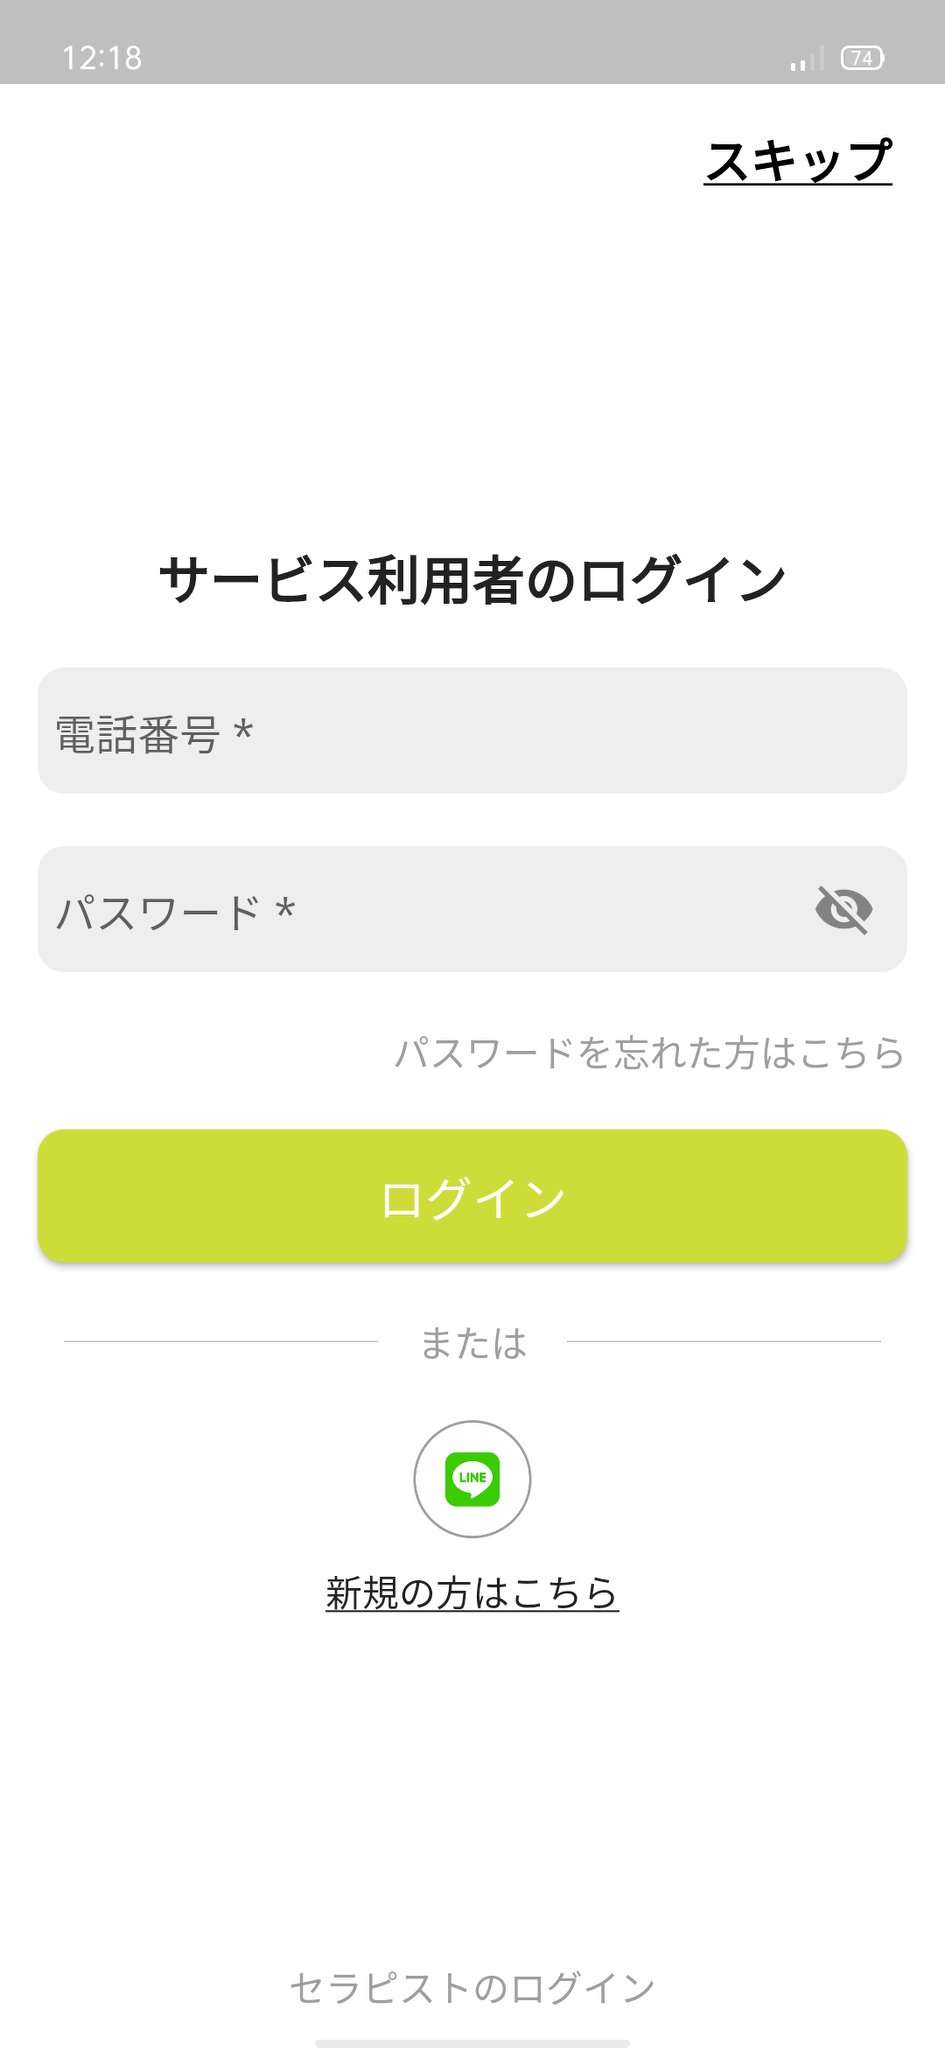 12:18
74
スキップ
サービス利用者のログイン
電話番号 *
パスワード *
パスワードを忘れた方はこちら
ログイン
または
LINE
新規の方はこちら
セラピストのログイン